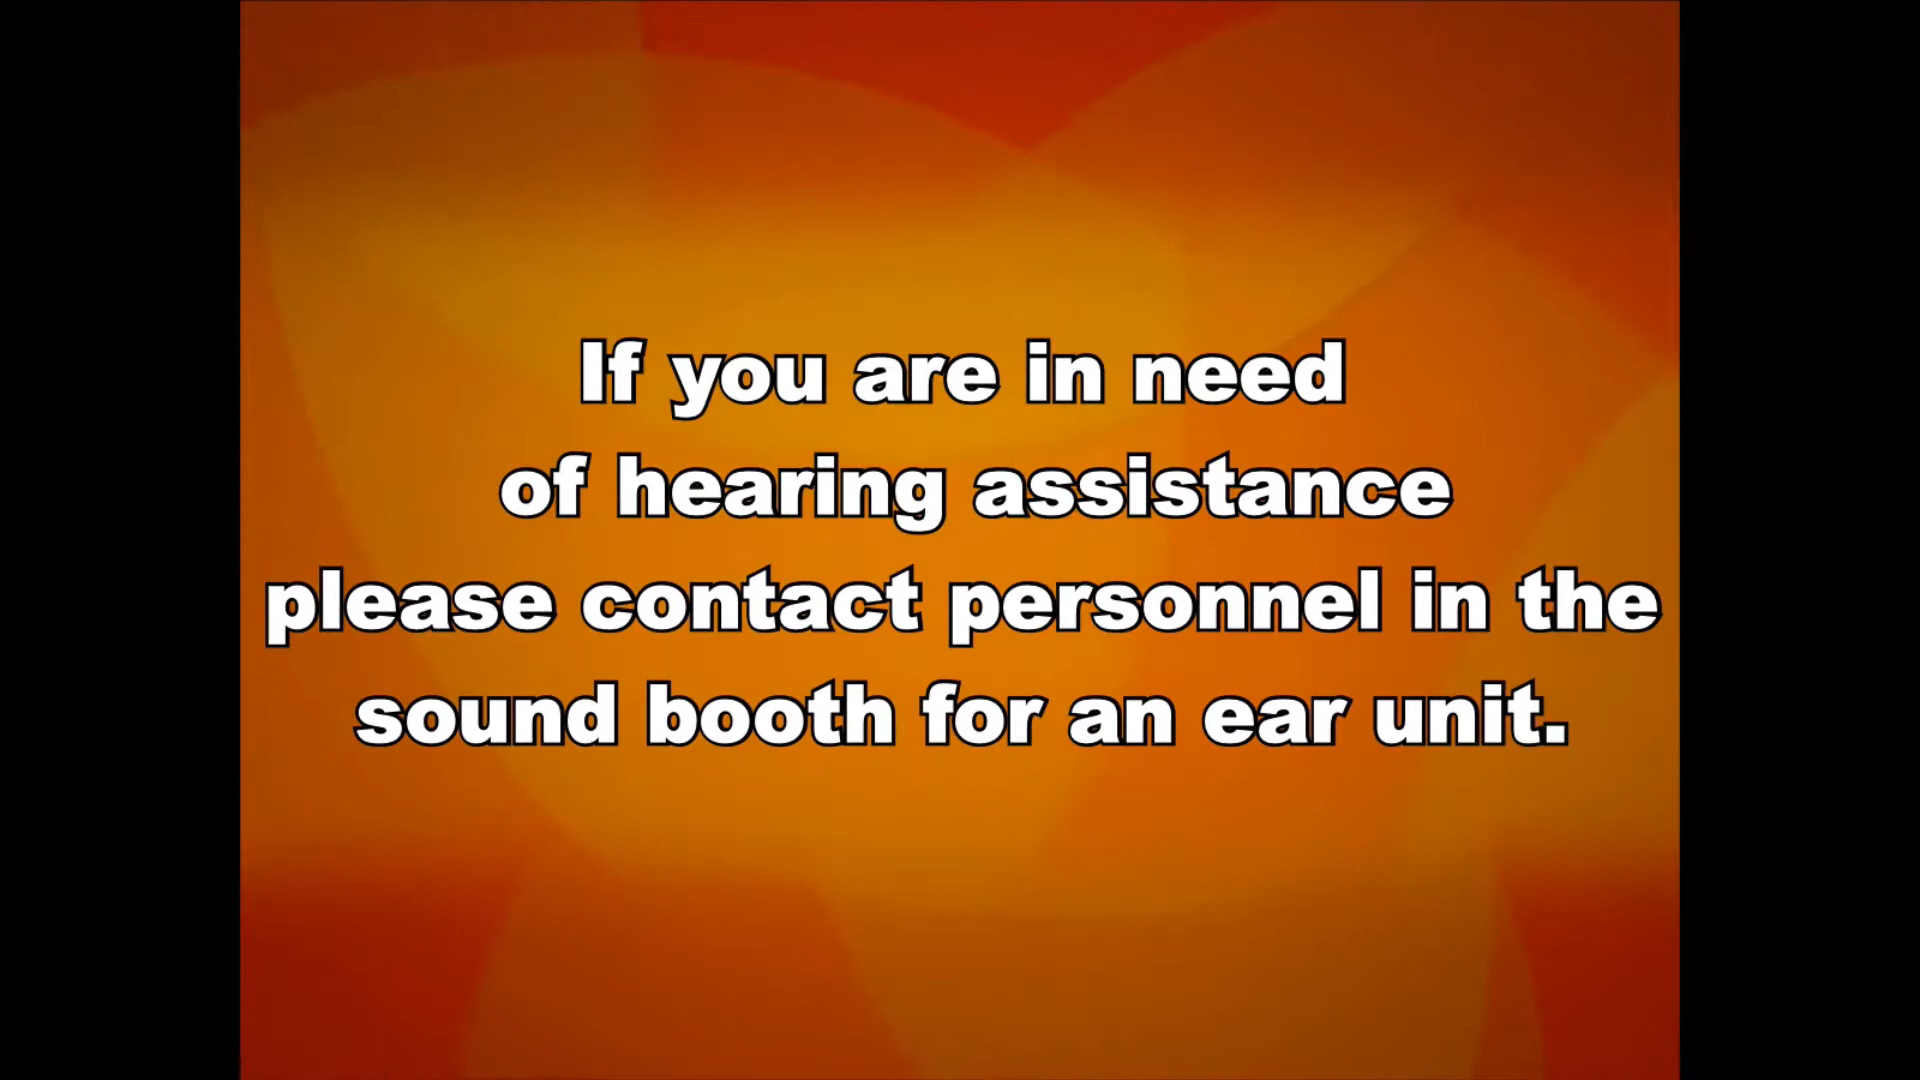 If you are in need
of hearing assistance
please contact personnel in the
sound booth for an ear unit.